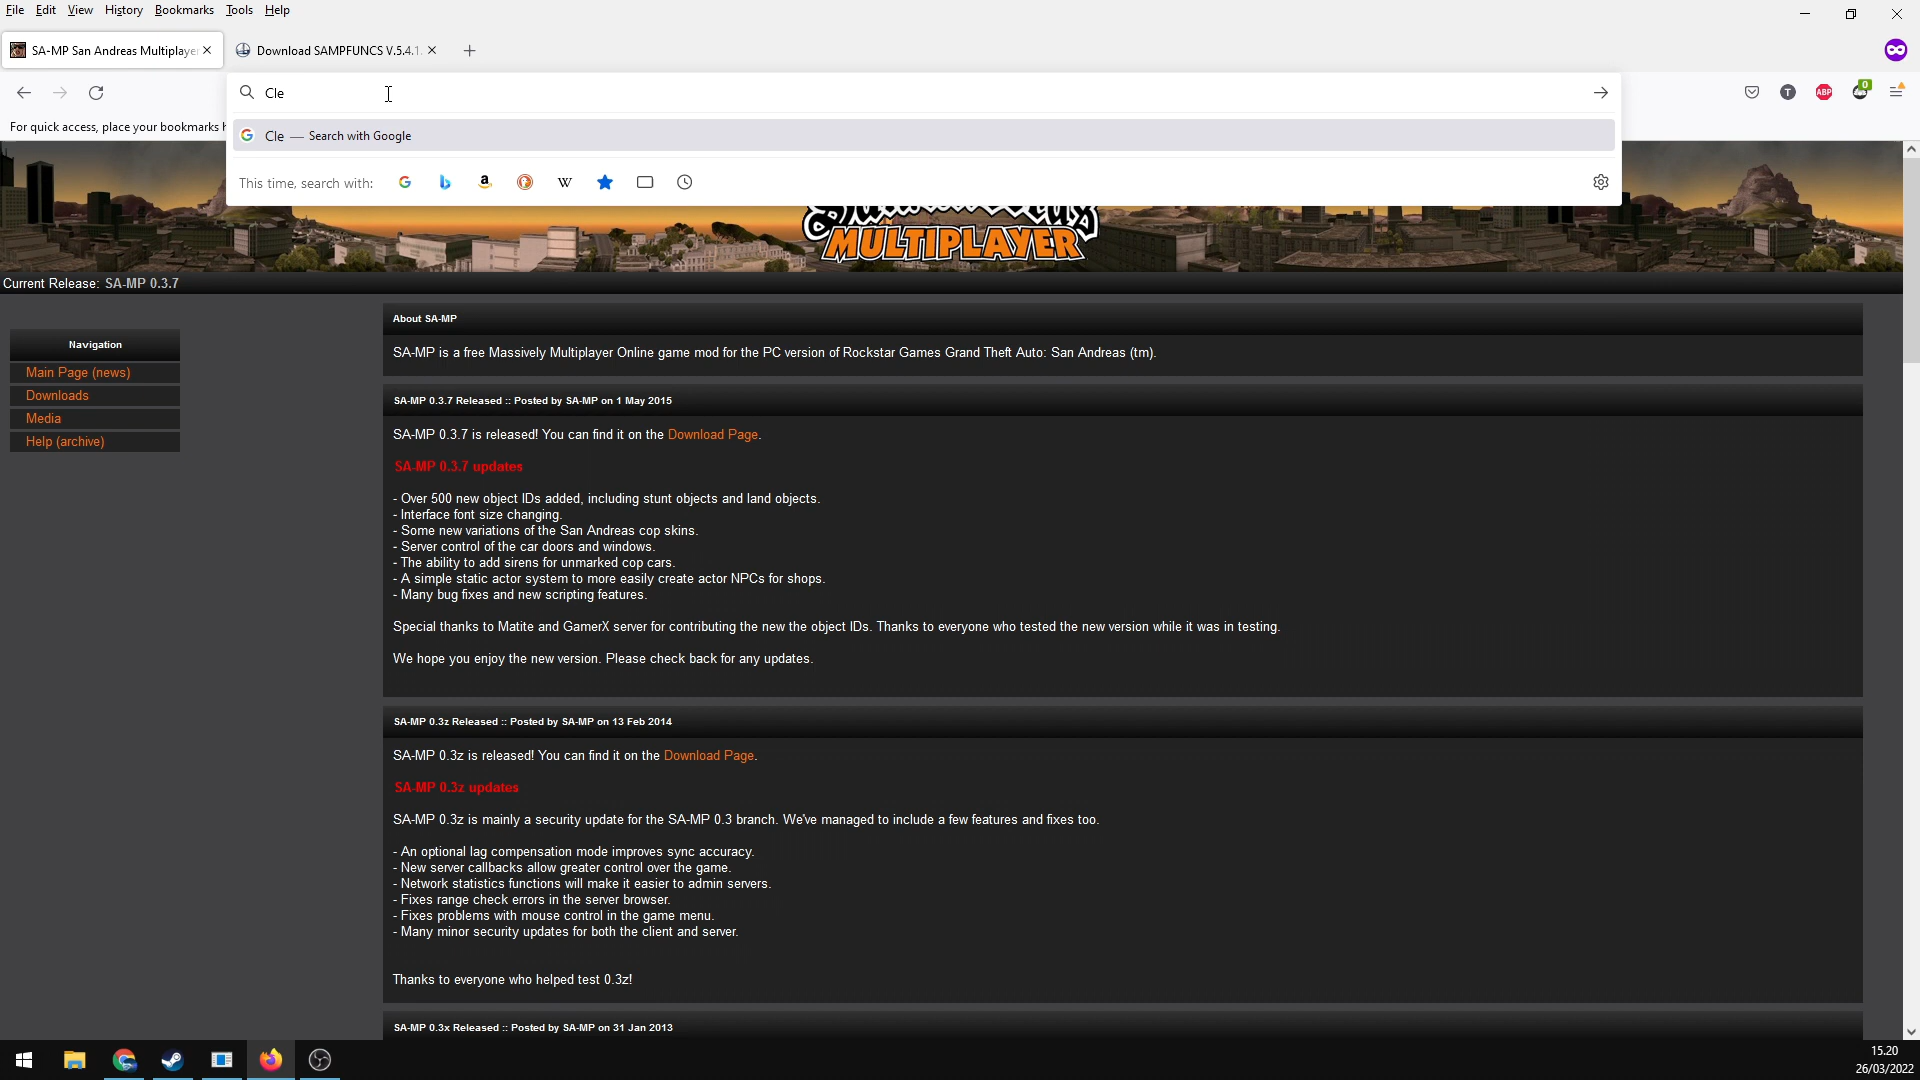 File Edit View History Bookmarks Tools Help
SA-MP San Andreas Multiplayer
Download SAMPFUNCS V.5.4.1.
Cle
T
ABP
0
For quick access, place your bookmarks h
Cle — Search with Google
This time, search with:
MULTIPLAYER
Current Release: SA-MP 0.3.7
Navigation
Main Page (news)
Downloads
Media
Help (archive)
About SA-MP
SA-MP is a free Massively Multiplayer Online game mod for the PC version of Rockstar Games Grand Theft Auto: San Andreas (tm).
SA-MP 0.3.7 Released :: Posted by SA-MP on 1 May 2015
SA-MP 0.3.7 is released! You can find it on the Download Page.
SA-MP 0.3.7 updates
- Over 500 new object IDs added, including stunt objects and land objects.
- Interface font size changing.
- Some new variations of the San Andreas cop skins.
- Server control of the car doors and windows.
- The ability to add sirens for unmarked cop cars.
- A simple static actor system to more easily create actor NPCs for shops.
- Many bug fixes and new scripting features.
Special thanks to Matite and GamerX server for contributing the new the object IDs. Thanks to everyone who tested the new version while it was in testing.
We hope you enjoy the new version. Please check back for any updates.
SA-MP 0.3z Released :: Posted by SA-MP on 13 Feb 2014
SA-MP 0.3z is released! You can find it on the Download Page.
SA-MP 0.3z updates
SA-MP 0.3z is mainly a security update for the SA-MP 0.3 branch. We've managed to include a few features and fixes too.
- An optional lag compensation mode improves sync accuracy.
- New server callbacks allow greater control over the game.
- Network statistics functions will make it easier to admin servers.
- Fixes range check errors in the server browser.
- Fixes problems with mouse control in the game menu.
- Many minor security updates for both the client and server.
Thanks to everyone who helped test 0.3z!
SA-MP 0.3x Released :: Posted by SA-MP on 31 Jan 2013
15.20
26/03/2022